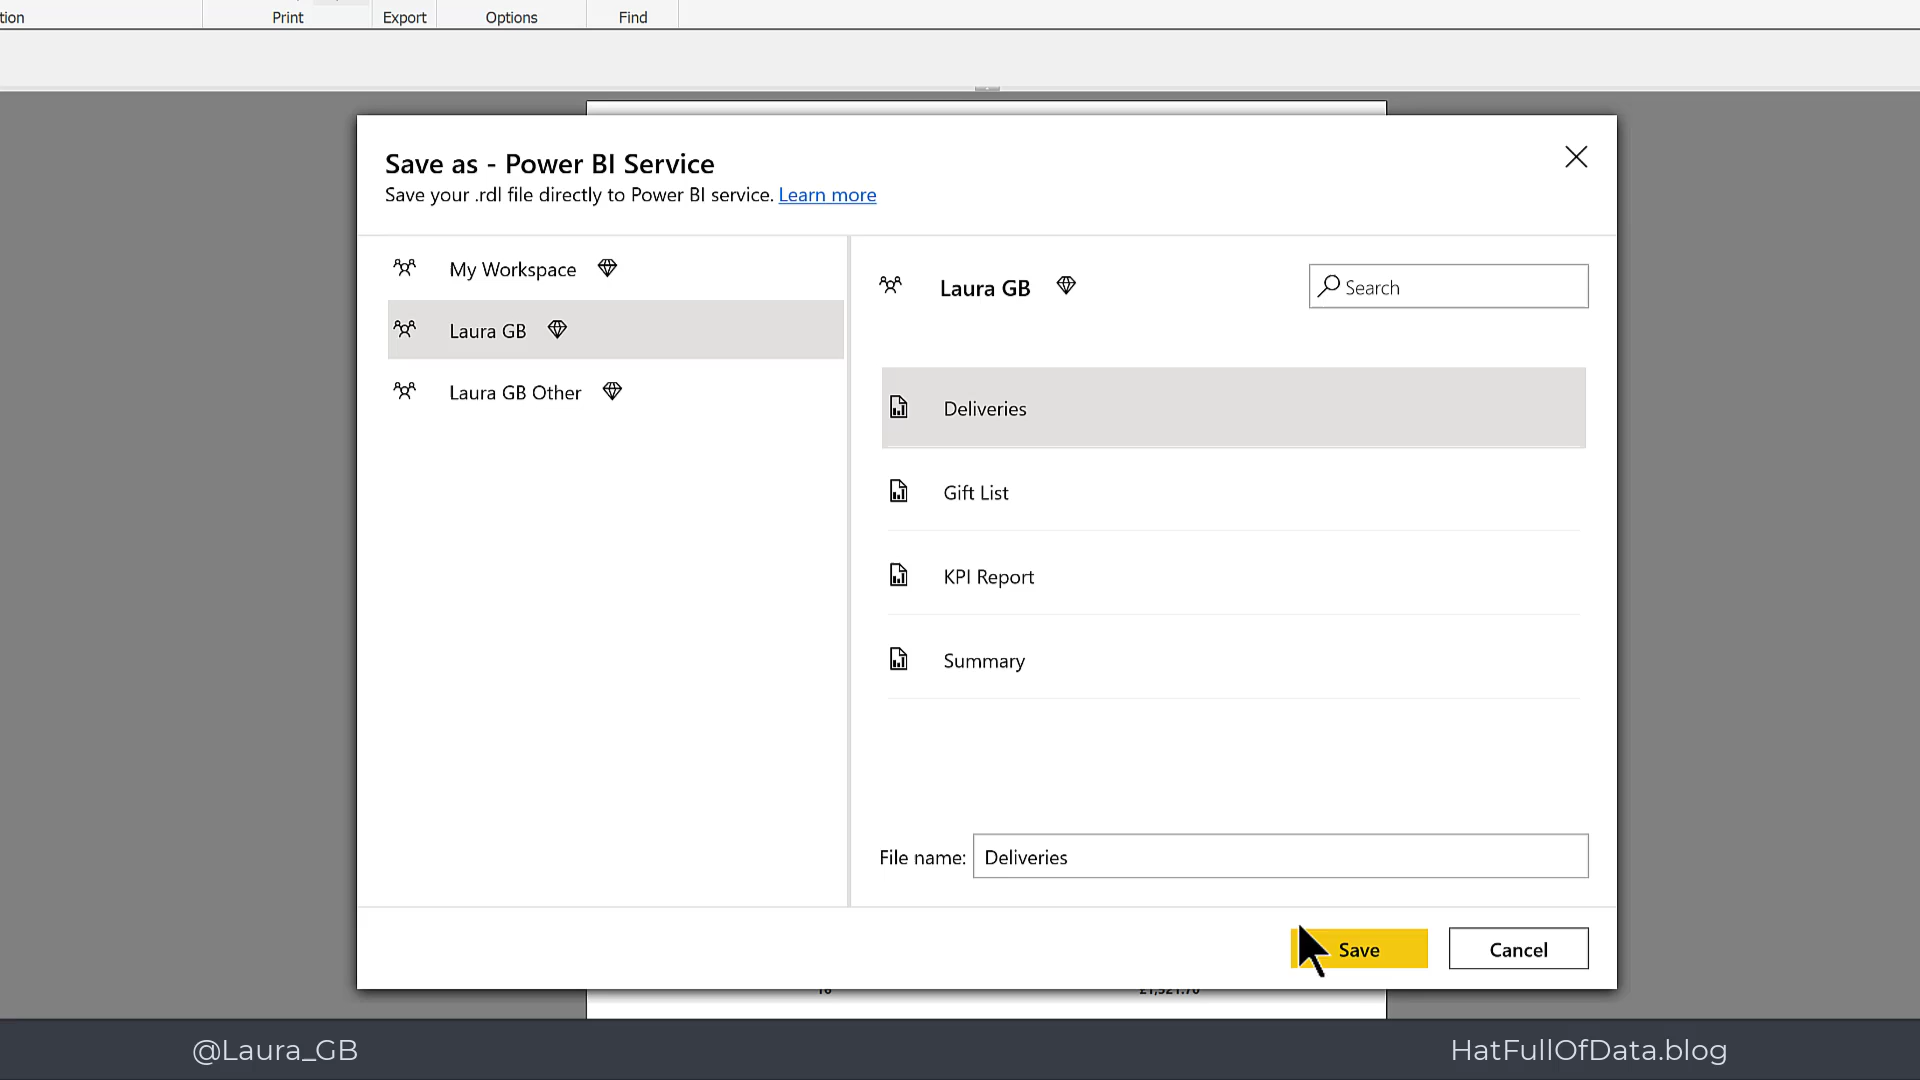 tion
Print
Export
Options
Find
Save as - Power BI Service
Save your .rdl file directly to Power BI service. Learn more
My Workspace
Laura GB
Laura GB Other
Laura GB
Search
Deliveries
Gift List
KPI Report
Summary
File name: Deliveries
Save
Cancel
@Laura_GB
HatFullOfData.blog